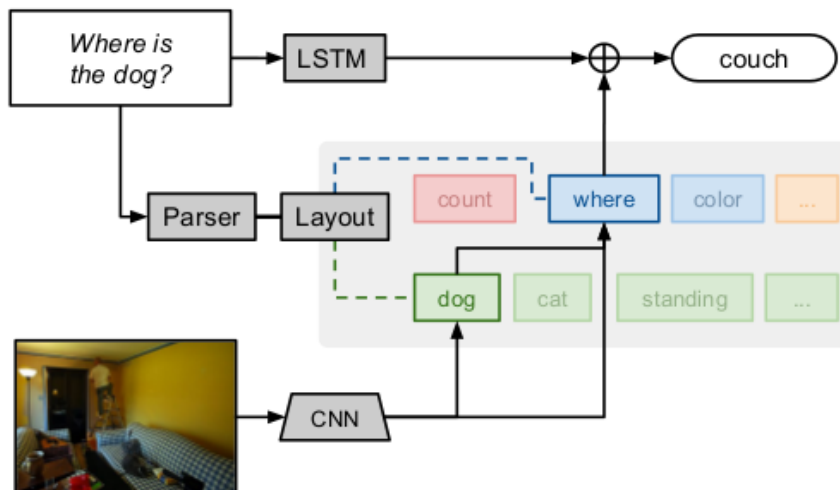 Where is
the dog?
LSTM
couch
Parser
Layout
count
where
color
...
dog
cat
standing
...
CNN